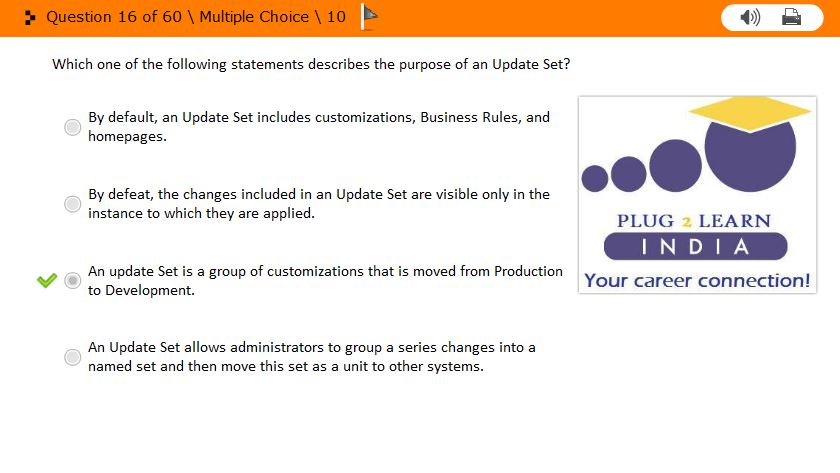 Question 16 of 60 \ Multiple Choice \ 10
Which one of the following statements describes the purpose of an Update Set?
By default, an Update Set includes customizations, Business Rules, and
homepages.
By defeat, the changes included in an Update Set are visible only in the
instance to which they are applied.
An update Set is a group of customizations that is moved from Production
to Development.
An Update Set allows administrators to group a series changes into a
named set and then move this set as a unit to other systems.
PLUG 2 LEARN
INDIA
Your career connection!